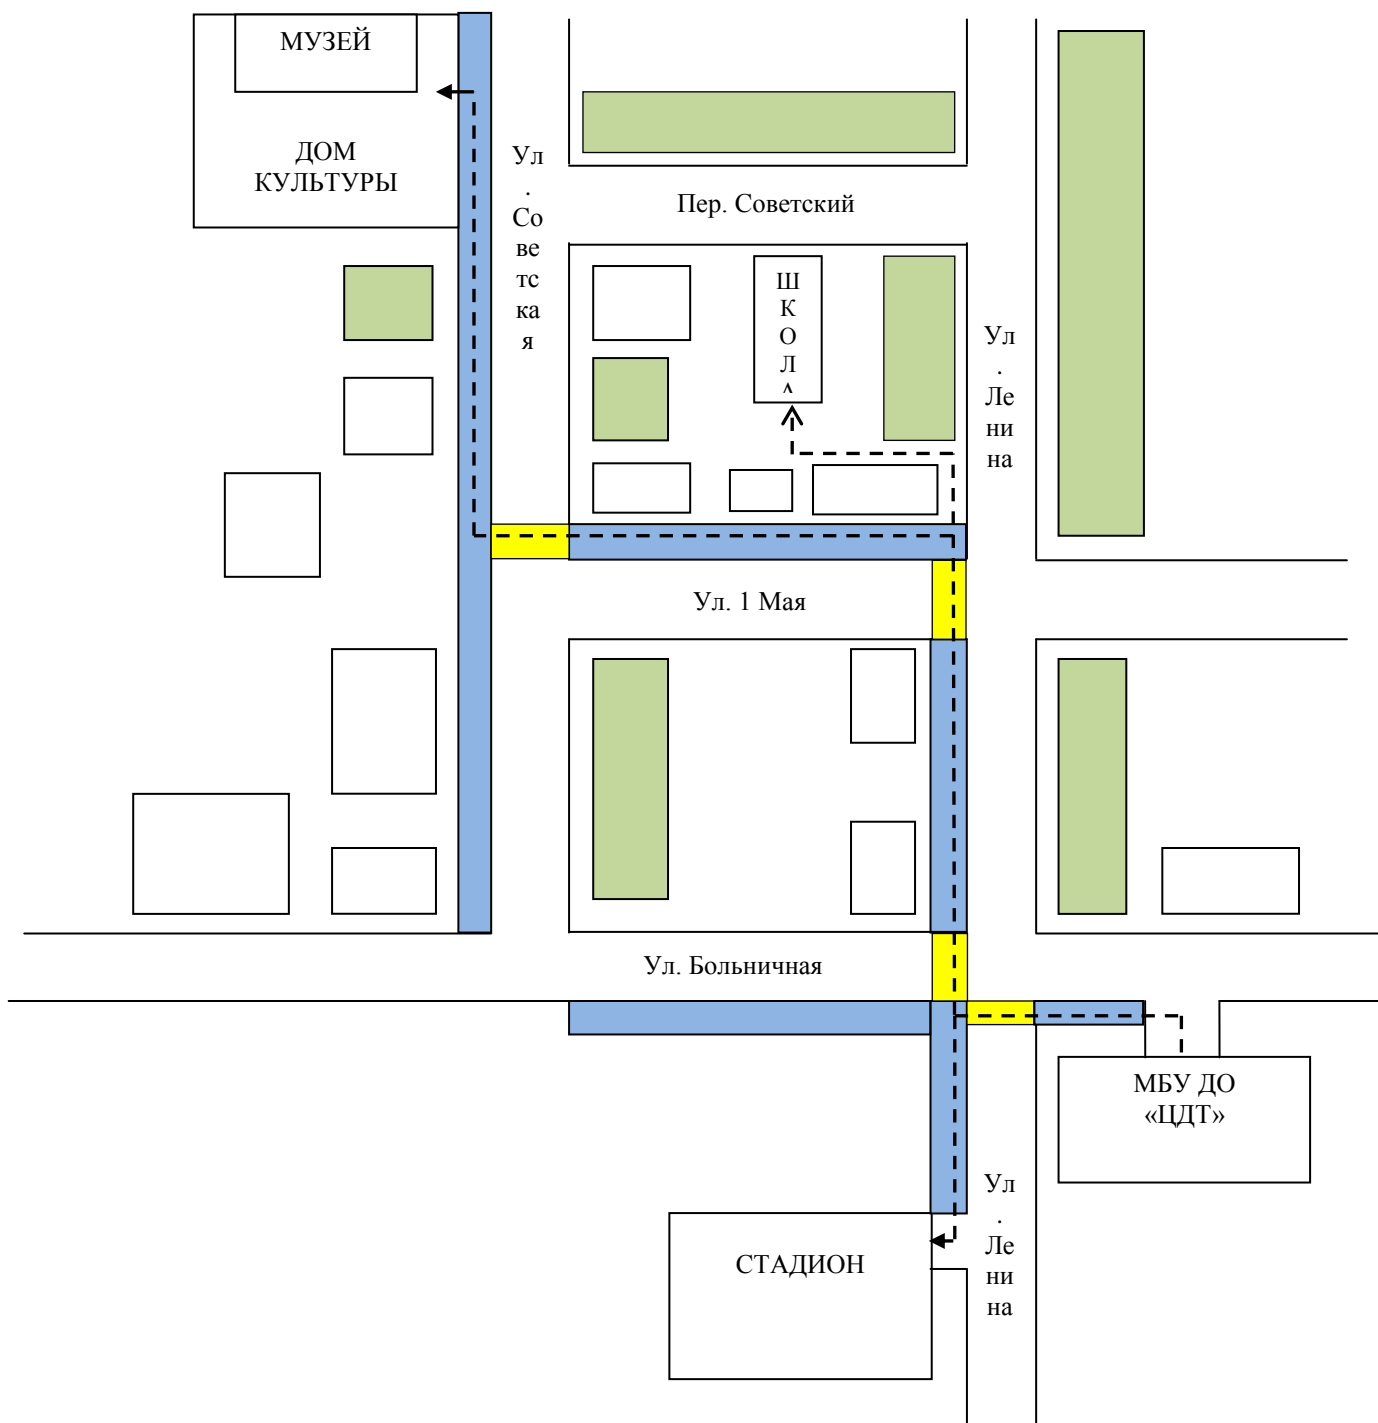 МУЗЕЙ
ДОМ
КУЛЬТУРЫ
Ул
.
Со
ве
тс
ка
я
Пер. Советский
Ш
К
О
Л
А
Ул
.
Ле
ни
на
Ул. 1 Мая
Ул. Больничная
МБУ ДО
«ЦДТ»
Ул
.
Ле
ни
на
СТАДИОН